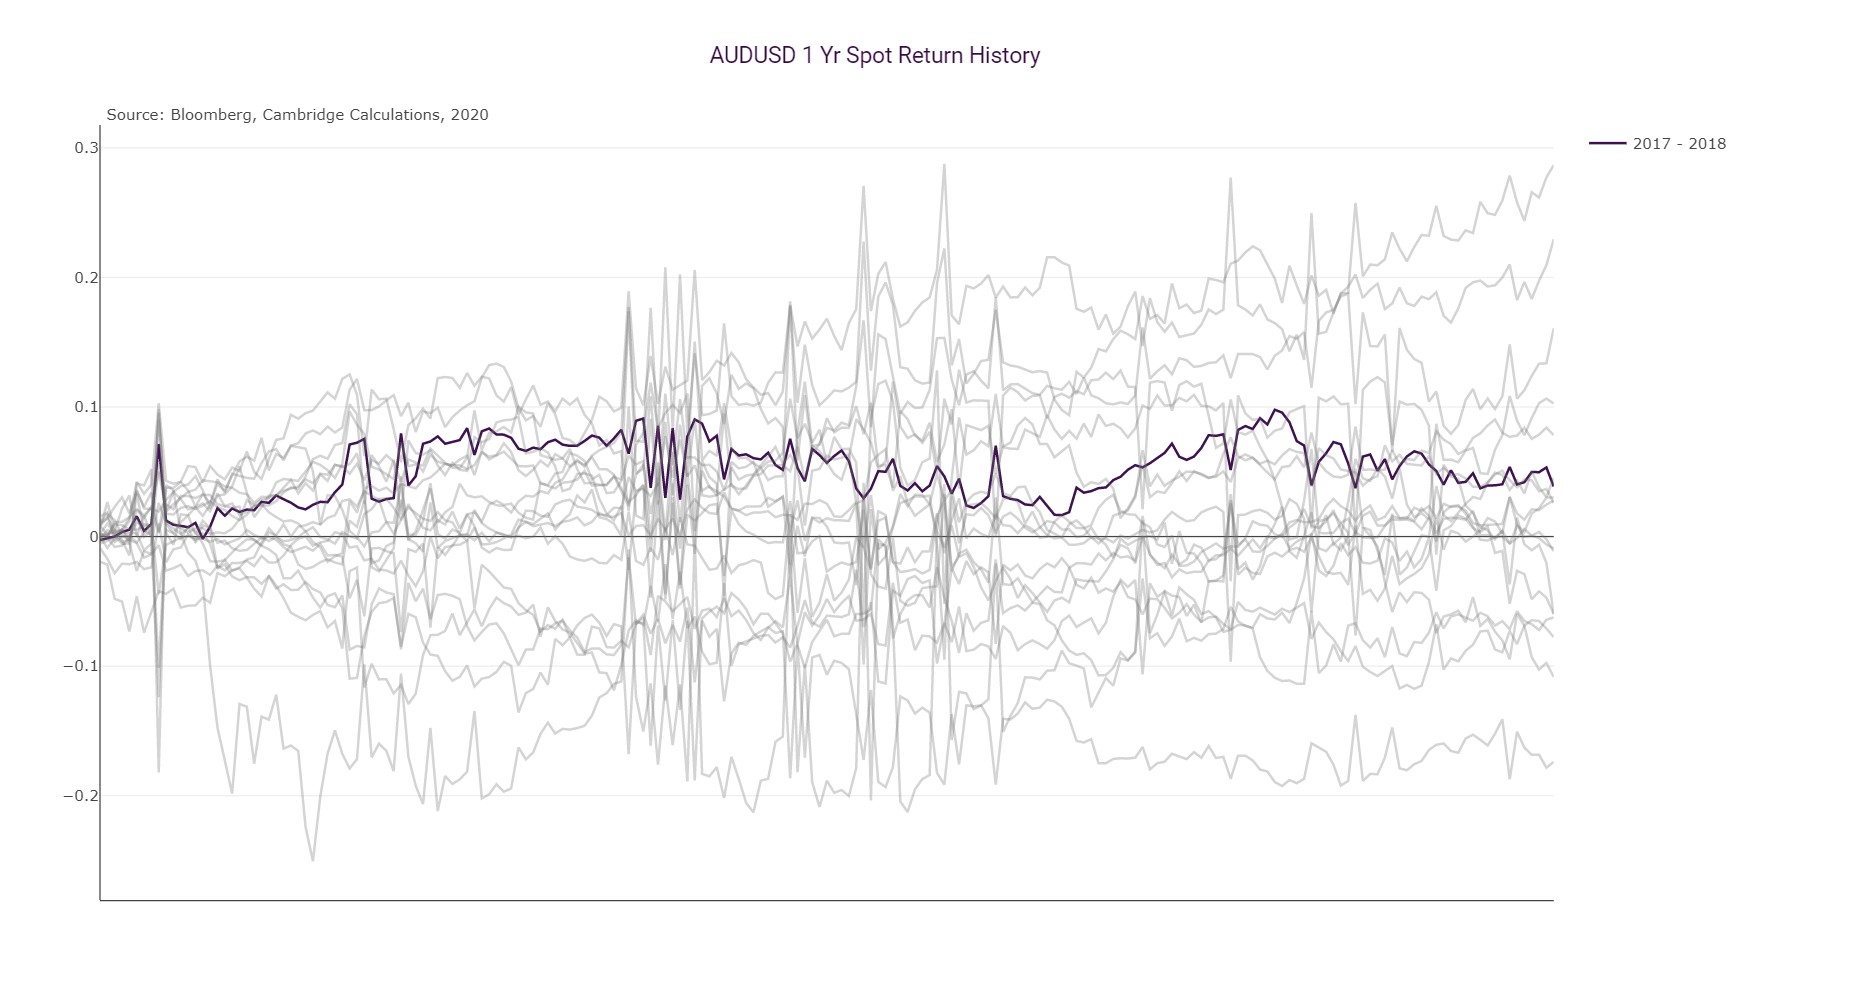 AUDUSD 1 Yr Spot Return History
Source: Bloomberg, Cambridge Calculations, 2020
2017 - 2018
0.3
0.2
0.1
0
−0.1
−0.2